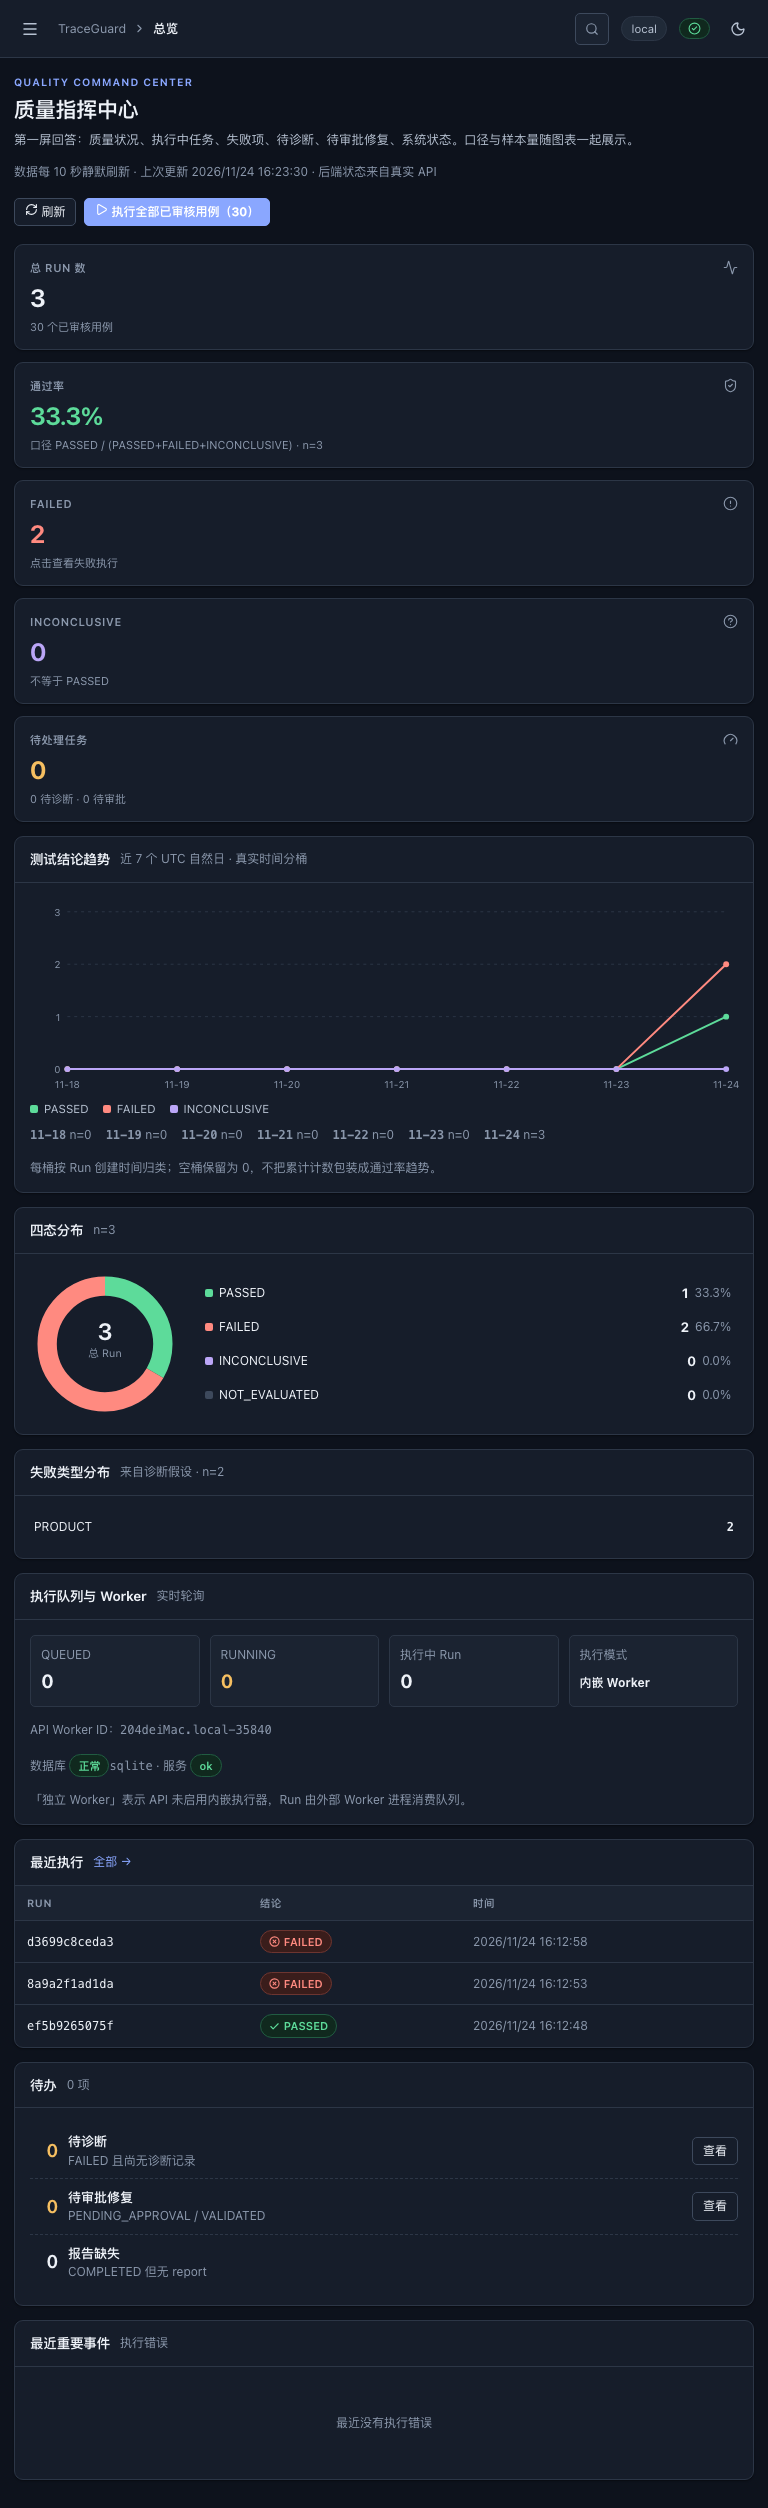 TraceGuard > 总览
local
QUALITY COMMAND CENTER
质量指挥中心
第一屏回答：质量状况、执行中任务、失败项、待诊断、待审批修复、系统状态。口径与样本量随图表一起展示。
数据每 10 秒静默刷新 · 上次更新 2026/11/24 16:23:30 · 后端状态来自真实 API
刷新
执行全部已审核用例（30）
总 RUN 数
3
30 个已审核用例
通过率
33.3%
口径 PASSED / (PASSED+FAILED+INCONCLUSIVE) · n=3
FAILED
2
点击查看失败执行
INCONCLUSIVE
0
不等于 PASSED
待处理任务
0
0 待诊断 · 0 待审批
测试结论趋势 近 7 个 UTC 自然日 · 真实时间分桶
3
2
1
0
11-18 11-19 11-20 11-21 11-22 11-23 11-24
PASSED FAILED INCONCLUSIVE
11-18 n=0 11-19 n=0 11-20 n=0 11-21 n=0 11-22 n=0 11-23 n=0 11-24 n=3
每桶按 Run 创建时间归类；空桶保留为 0，不把累计计数包装成通过率趋势。
四态分布 n=3
3
总 Run
PASSED 1 33.3%
FAILED 2 66.7%
INCONCLUSIVE 0 0.0%
NOT_EVALUATED 0 0.0%
失败类型分布 来自诊断假设 · n=2
PRODUCT 2
执行队列与 Worker 实时轮询
QUEUED
0
RUNNING
0
执行中 Run
0
执行模式
内嵌 Worker
API Worker ID：204deiMac.local-35840
数据库 正常 sqlite · 服务 ok
「独立 Worker」表示 API 未启用内嵌执行器，Run 由外部 Worker 进程消费队列。
最近执行 全部 →
RUN 结论 时间
d3699c8ceda3 FAILED 2026/11/24 16:12:58
8a9a2f1ad1da FAILED 2026/11/24 16:12:53
ef5b9265075f PASSED 2026/11/24 16:12:48
待办 0 项
0 待诊断
FAILED 且尚无诊断记录
查看
0 待审批修复
PENDING_APPROVAL / VALIDATED
查看
0 报告缺失
COMPLETED 但无 report
最近重要事件 执行错误
最近没有执行错误